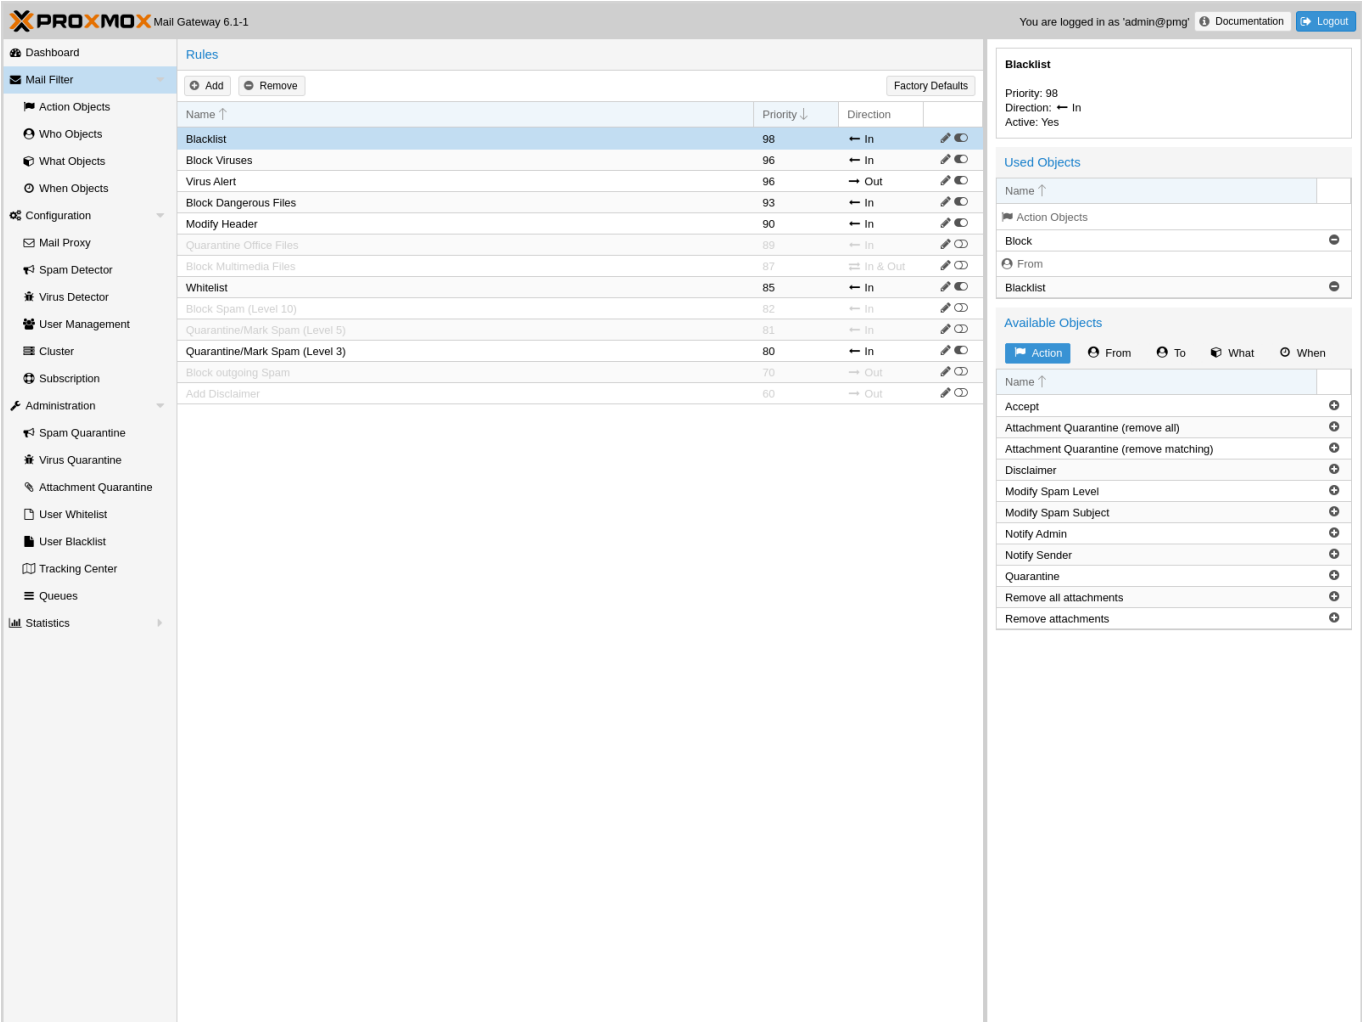 PROXMOX Mail Gateway 6.1-1 You are logged in as 'admin@pmg' Documentation Logout
Dashboard
Mail Filter
Action Objects
Who Objects
What Objects
When Objects
Configuration
Mail Proxy
Spam Detector
Virus Detector
User Management
Cluster
Subscription
Administration
Spam Quarantine
Virus Quarantine
Attachment Quarantine
User Whitelist
User Blacklist
Tracking Center
Queues
Statistics
Rules
Add Remove Factory Defaults
Name Priority Direction
Blacklist 98 In
Block Viruses 96 In
Virus Alert 96 Out
Block Dangerous Files 93 In
Modify Header 90 In
Quarantine Office Files 89 In
Block Multimedia Files 87 In & Out
Whitelist 85 In
Block Spam (Level 10) 82 In
Quarantine/Mark Spam (Level 5) 81 In
Quarantine/Mark Spam (Level 3) 80 In
Block outgoing Spam 70 Out
Add Disclaimer 60 Out
Blacklist
Priority: 98
Direction: In
Active: Yes
Used Objects
Name
Action Objects
Block
From
Blacklist
Available Objects
Action From To What When
Name
Accept
Attachment Quarantine (remove all)
Attachment Quarantine (remove matching)
Disclaimer
Modify Spam Level
Modify Spam Subject
Notify Admin
Notify Sender
Quarantine
Remove all attachments
Remove attachments